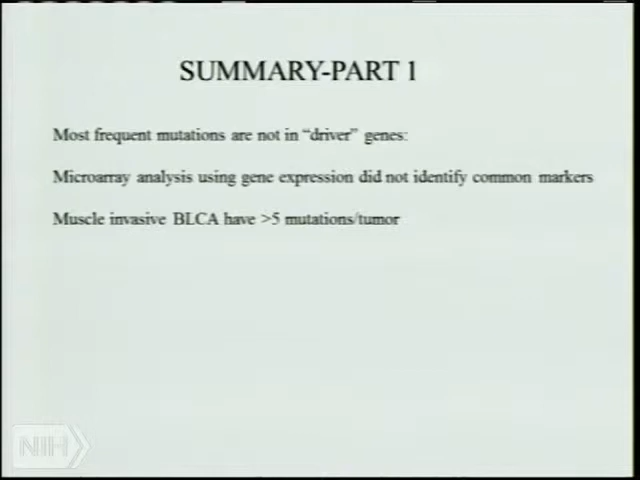 SUMMARY-PART 1
Most frequent mutations are not in “driver” genes:
Microarray analysis using gene expression did not identify common markers
Muscle invasive BLCA have >5 mutations/tumor
NIH